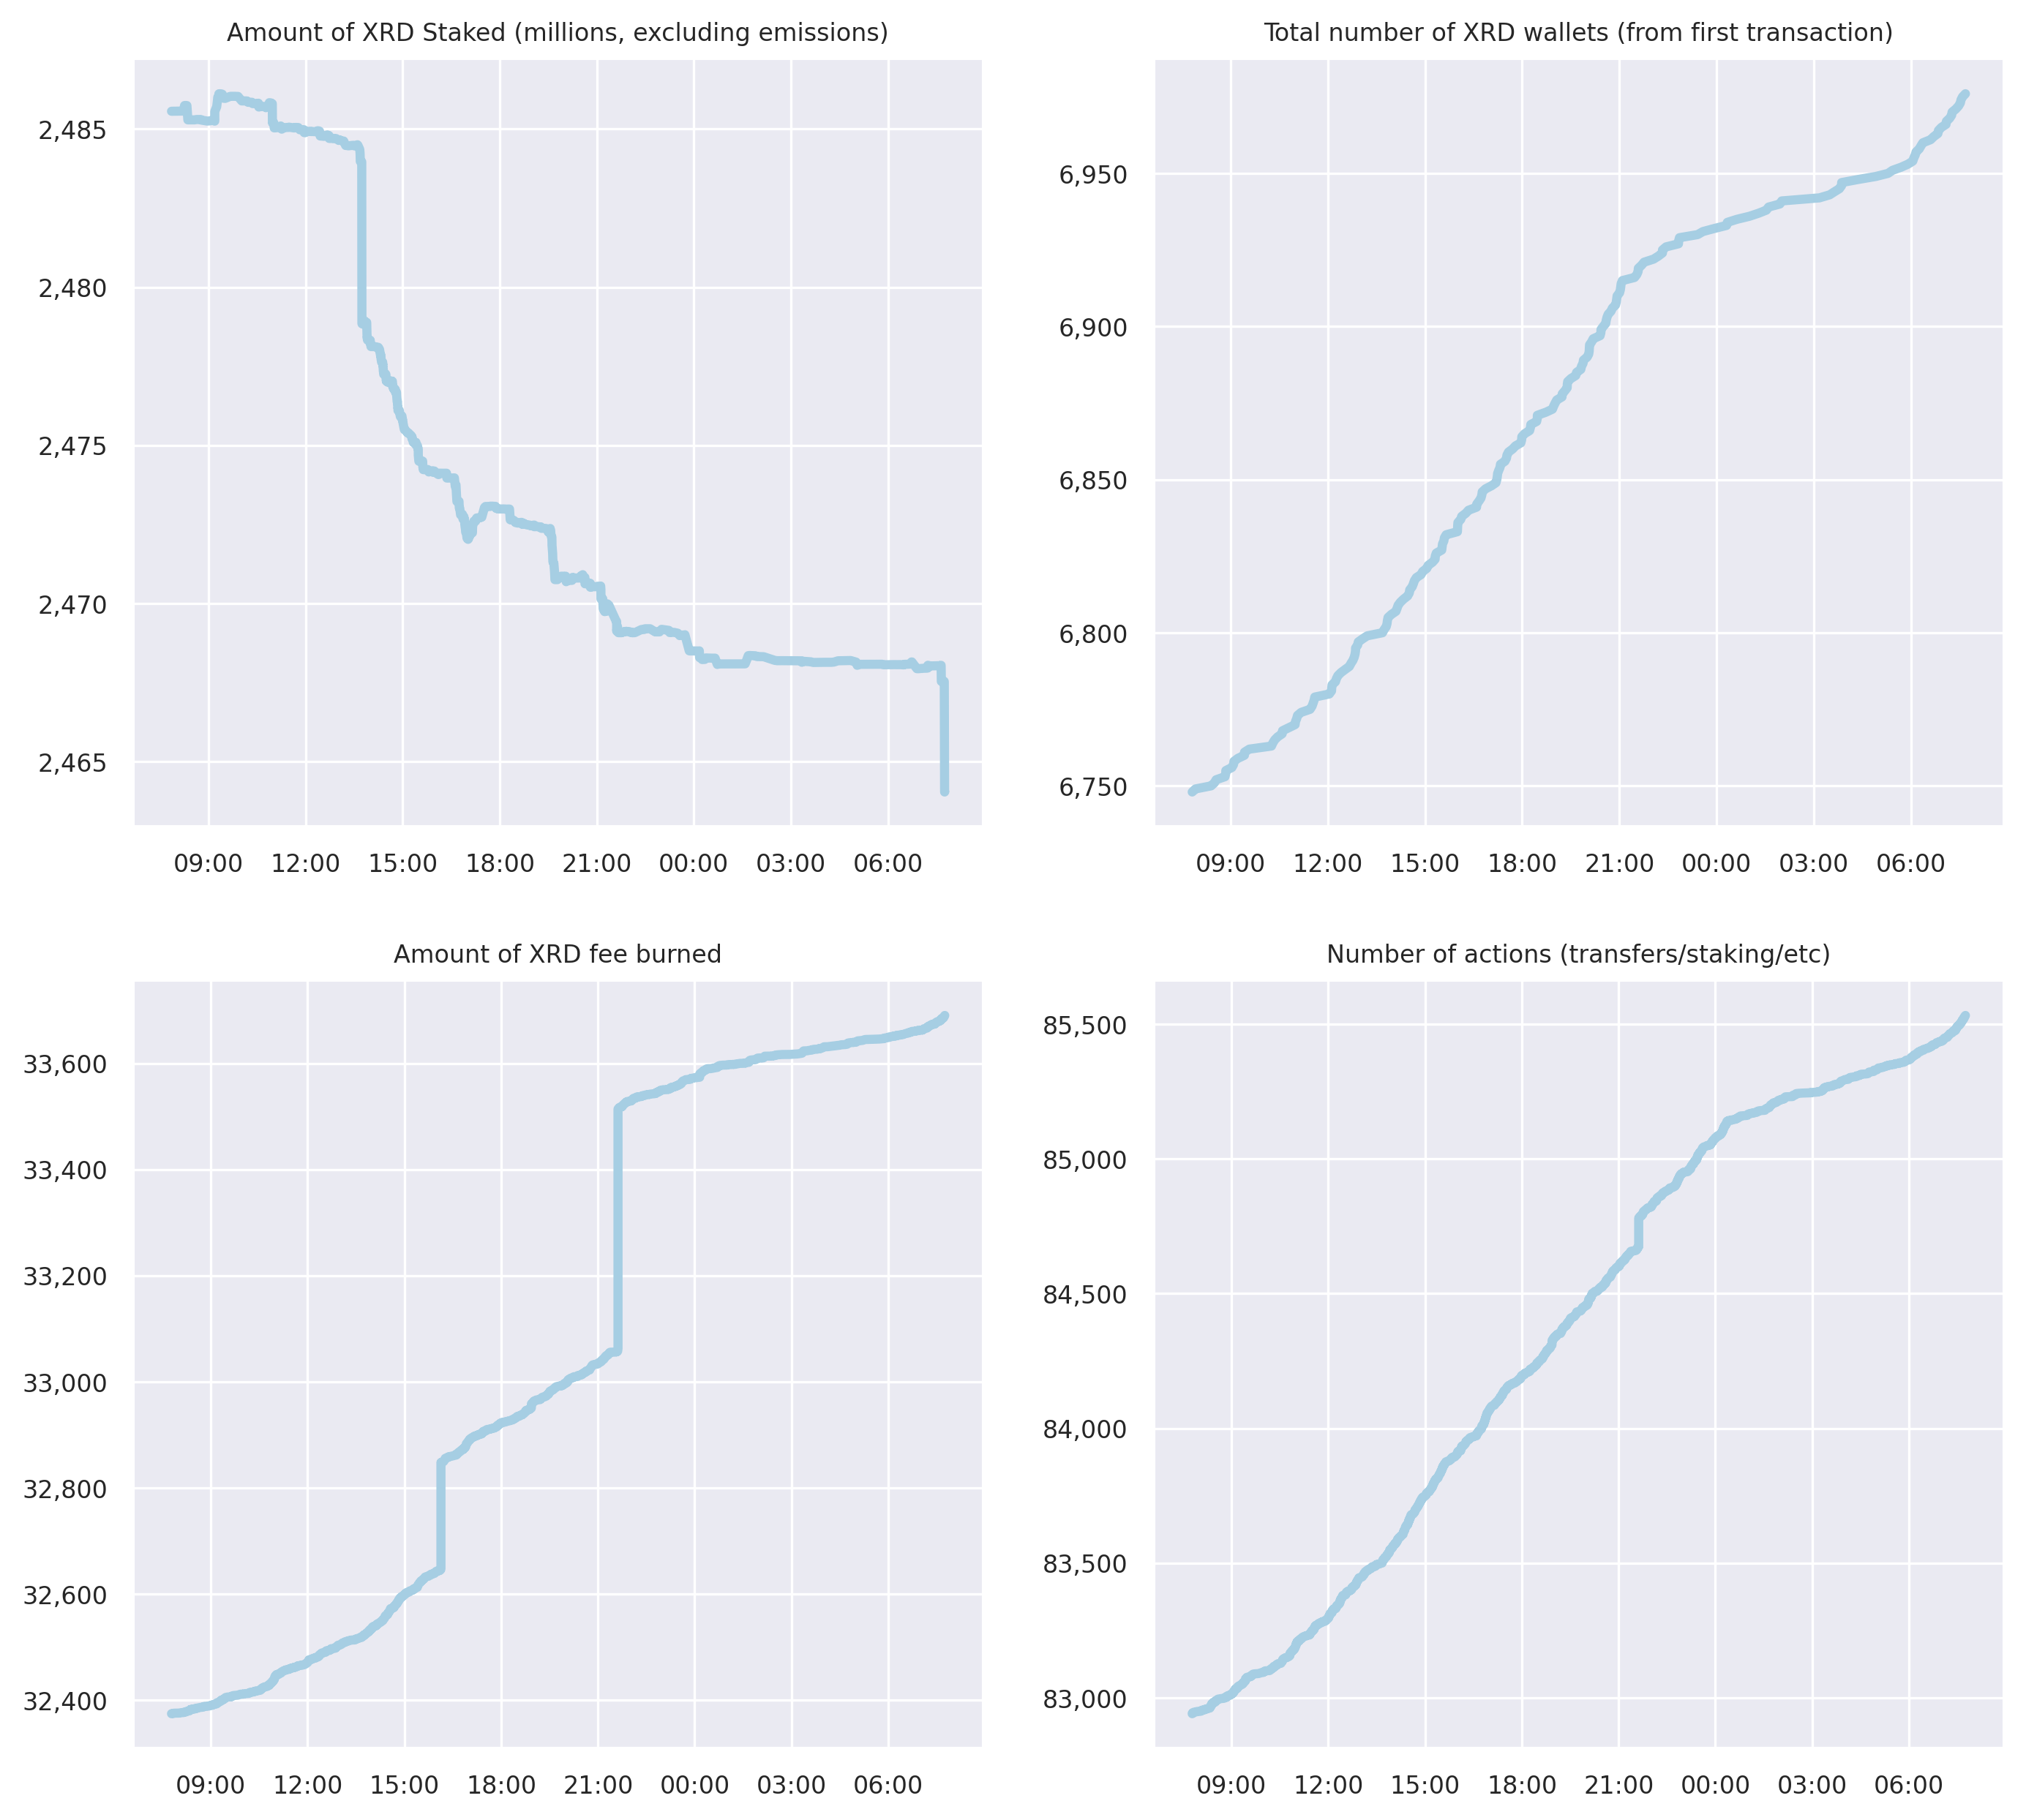 Amount of XRD Staked (millions, excluding emissions)
2,485
2,480
2,475
2,470
2,465
09:00 12:00 15:00 18:00 21:00 00:00 03:00 06:00
Total number of XRD wallets (from first transaction)
6,950
6,900
6,850
6,800
6,750
09:00 12:00 15:00 18:00 21:00 00:00 03:00 06:00
Amount of XRD fee burned
33,600
33,400
33,200
33,000
32,800
32,600
32,400
09:00 12:00 15:00 18:00 21:00 00:00 03:00 06:00
Number of actions (transfers/staking/etc)
85,500
85,000
84,500
84,000
83,500
83,000
09:00 12:00 15:00 18:00 21:00 00:00 03:00 06:00